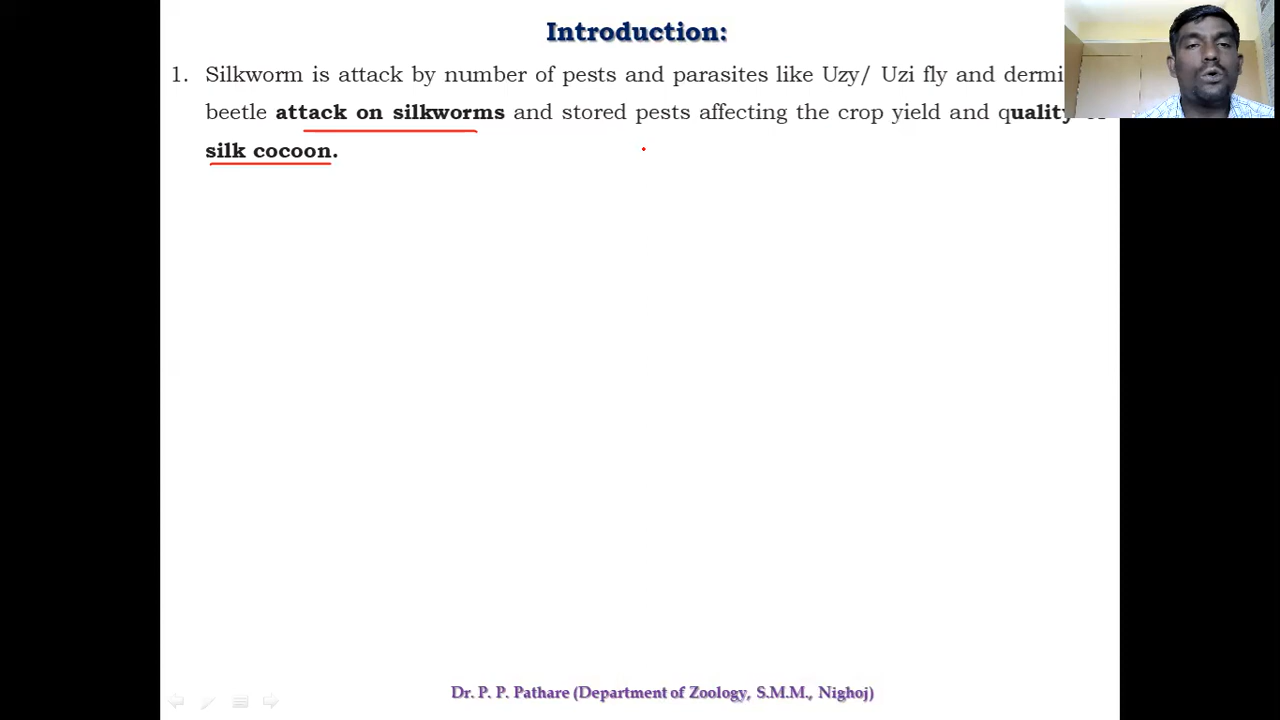 Introduction:
1. Silkworm is attack by number of pests and parasites like Uzy/ Uzi fly and
beetle attack on silkworms and stored pests affecting the crop yield and quality
silk cocoon.
Dr. P. P. Pathare (Department of Zoology, S.M.M., Nighoj)